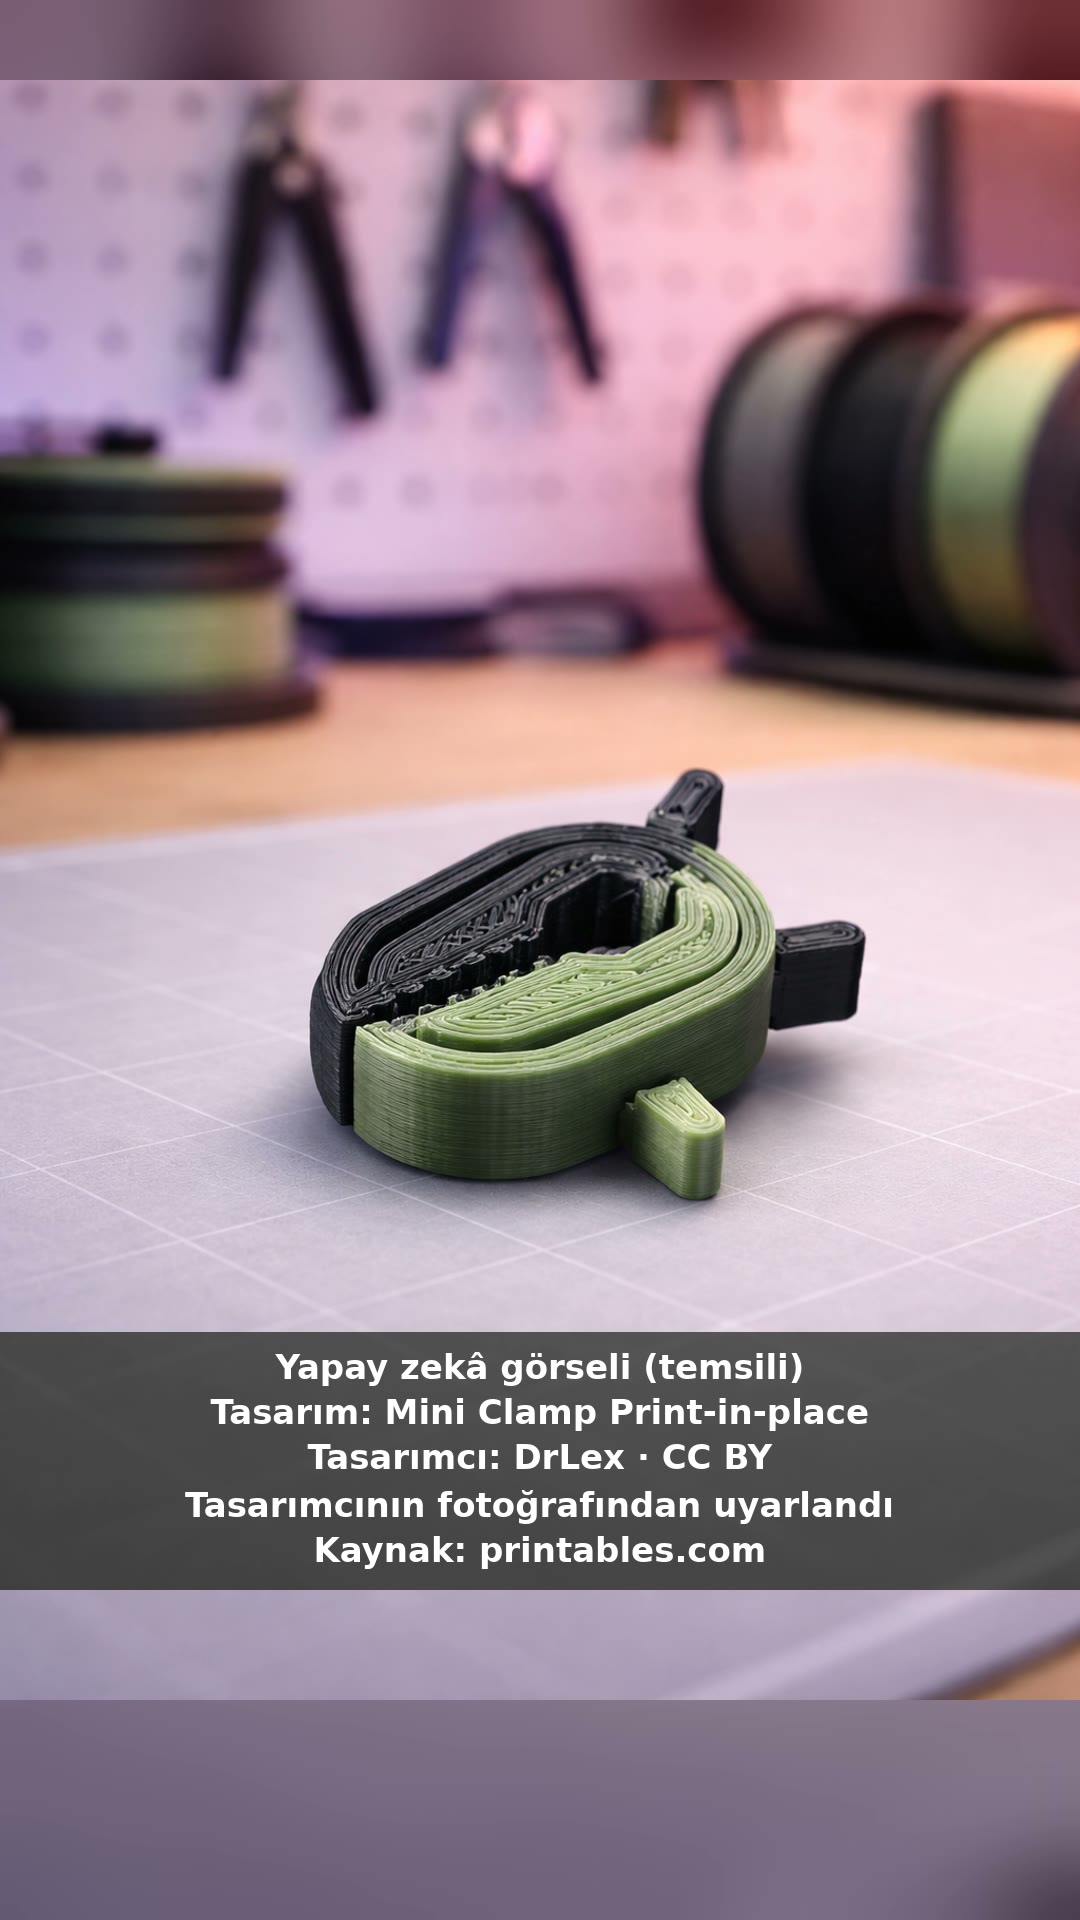 Yapay zekâ görseli (temsili)
Tasarım: Mini Clamp Print-in-place
Tasarımcı: DrLex · CC BY
Tasarımcının fotoğrafından uyarlandı
Kaynak: printables.com